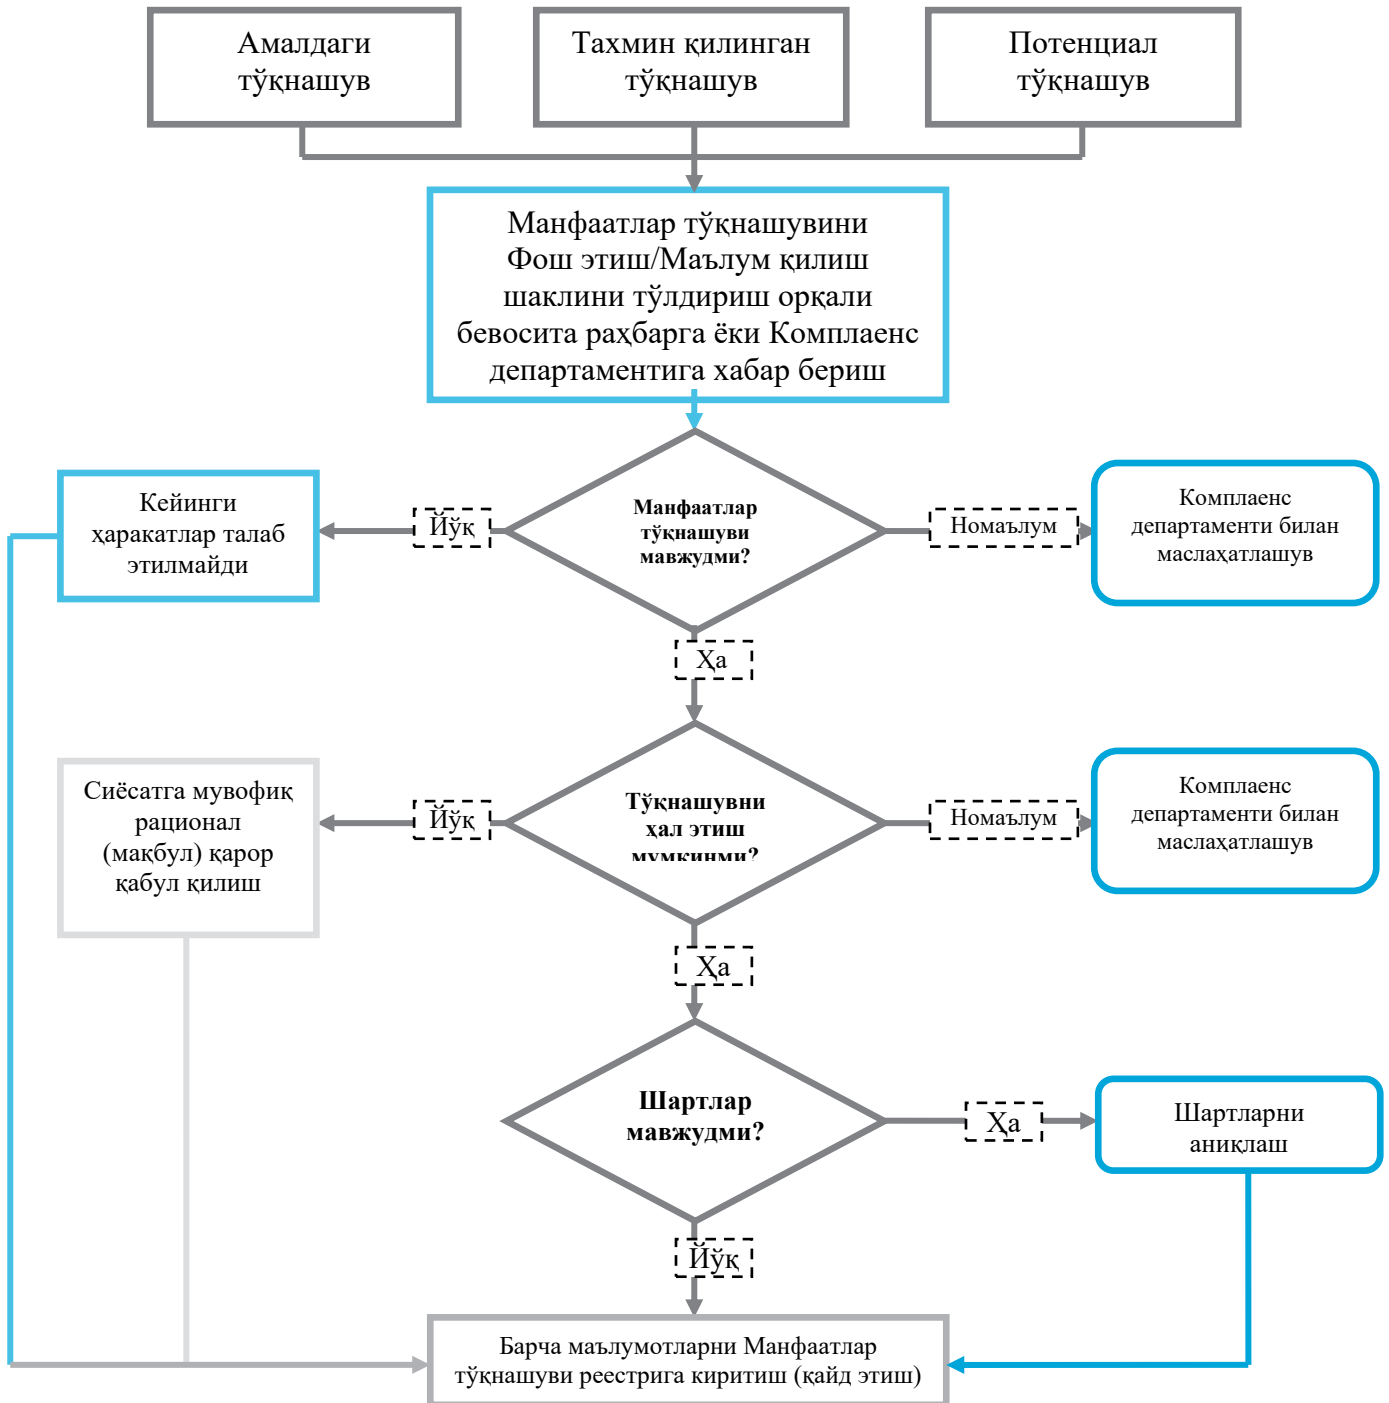 Амалдаги
тўқнашув
Тахмин қилинган
тўқнашув
Потенциал
тўқнашув
Манфаатлар тўқнашувини
Фош этиш/Маълум қилиш
шаклини тўлдириш орқали
бевосита раҳбарга ёки Комплаенс
департаментига хабар бериш
Кейинги
ҳаракатлар талаб
этилмайди
Йўқ
Манфаатлар
тўқнашуви
мавжудми?
Номаълум
Комплаенс
департаменти билан
маслаҳатлашув
Ҳа
Сиёсатга мувофиқ
рационал
(мақбул) қарор
қабул қилиш
Йўқ
Тўқнашувни
ҳал этиш
мумкинми?
Номаълум
Комплаенс
департаменти билан
маслаҳатлашув
Ҳа
Шартлар
мавжудми?
Ҳа
Шартларни
аниқлаш
Йўқ
Барча маълумотларни Манфаатлар
тўқнашуви реестрига киритиш (қайд этиш)